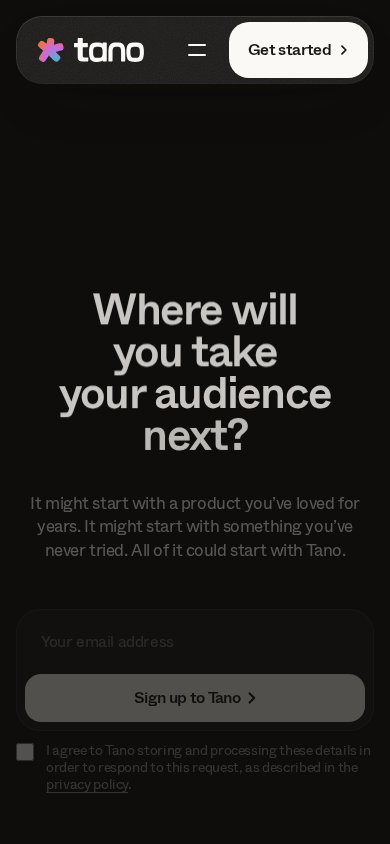 tano
Get started
Where will
you take
your audience
next?
It might start with a product you've loved for
years. It might start with something you've
never tried. All of it could start with Tano.
Your email address
Sign up to Tano
I agree to Tano storing and processing these details in
order to respond to this request, as described in the
privacy policy.